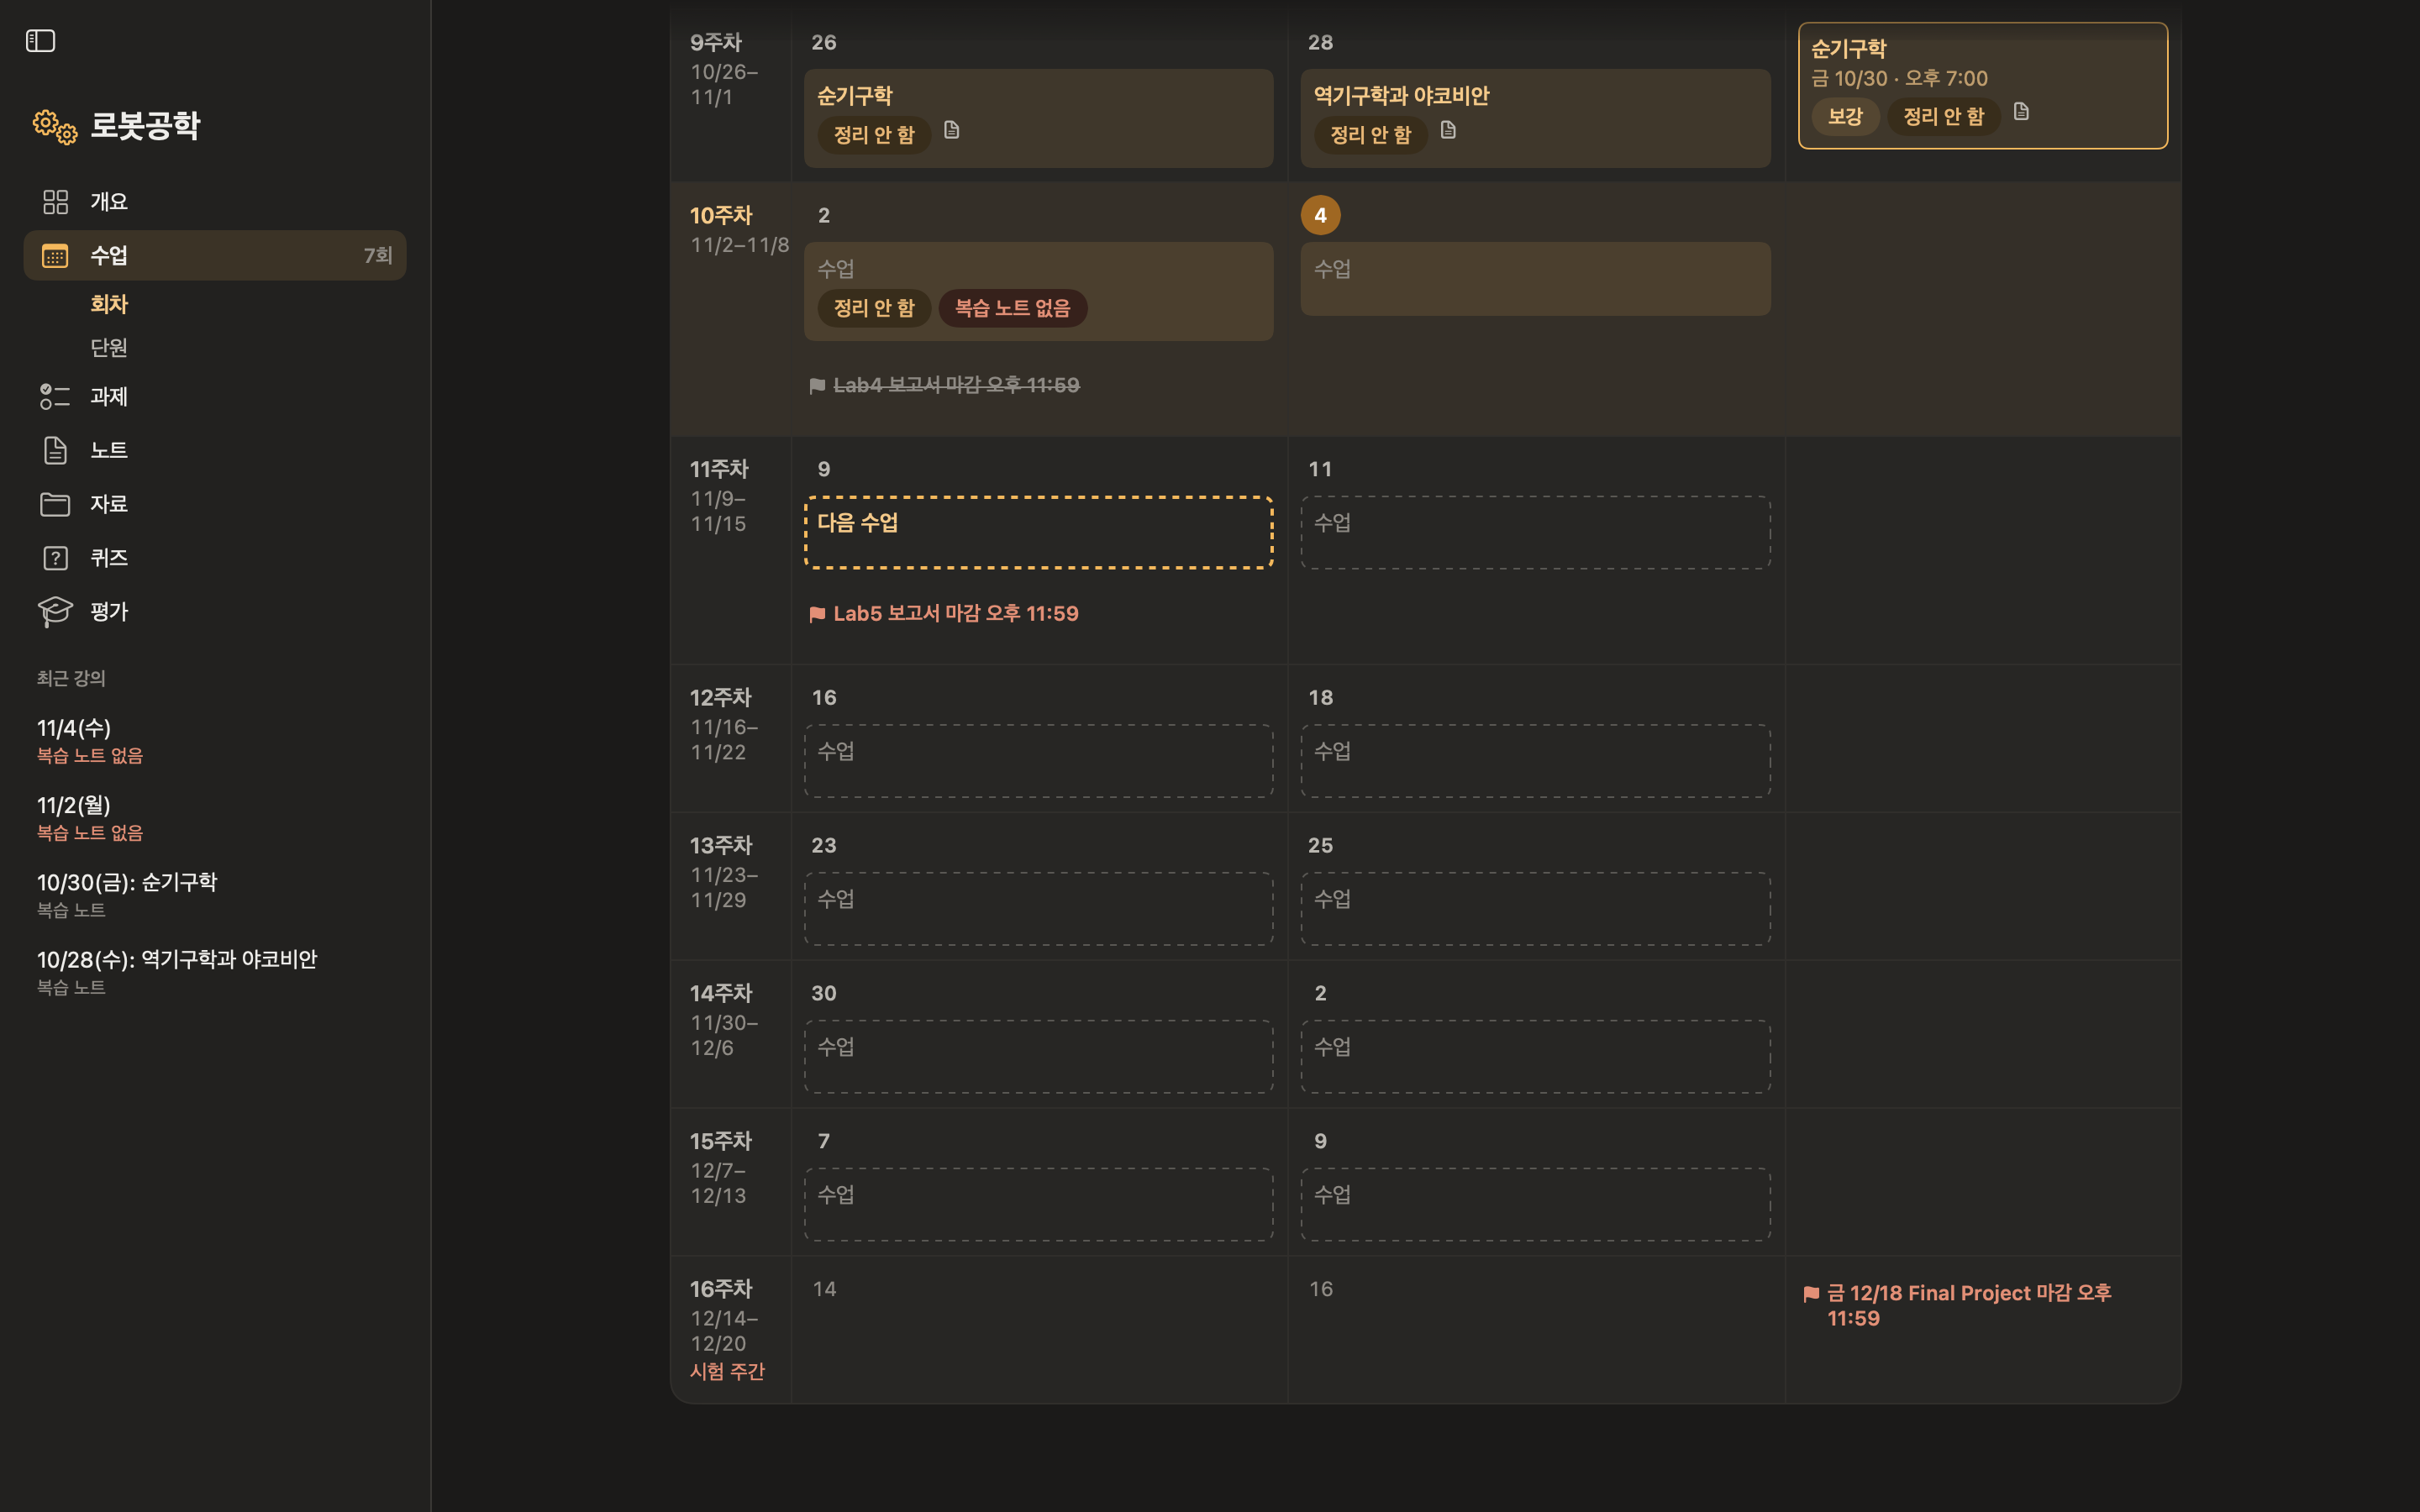 로봇공학
개요
수업 7회
회차
단원
과제
노트
자료
퀴즈
평가
최근 강의
11/4(수)
복습 노트 없음
11/2(월)
복습 노트 없음
10/30(금): 순기구학
복습 노트
10/28(수): 역기구학과 야코비안
복습 노트
9주차
10/26–
11/1
26
순기구학
정리 안 함
28
역기구학과 야코비안
정리 안 함
순기구학
금 10/30 · 오후 7:00
보강 정리 안 함
10주차
11/2–11/8
2
수업
정리 안 함 복습 노트 없음
Lab4 보고서 마감 오후 11:59
4
수업
11주차
11/9–
11/15
9
다음 수업
Lab5 보고서 마감 오후 11:59
11
수업
12주차
11/16–
11/22
16
수업
18
수업
13주차
11/23–
11/29
23
수업
25
수업
14주차
11/30–
12/6
30
수업
2
수업
15주차
12/7–
12/13
7
수업
9
수업
16주차
12/14–
12/20
시험 주간
14
16
금 12/18 Final Project 마감 오후
11:59